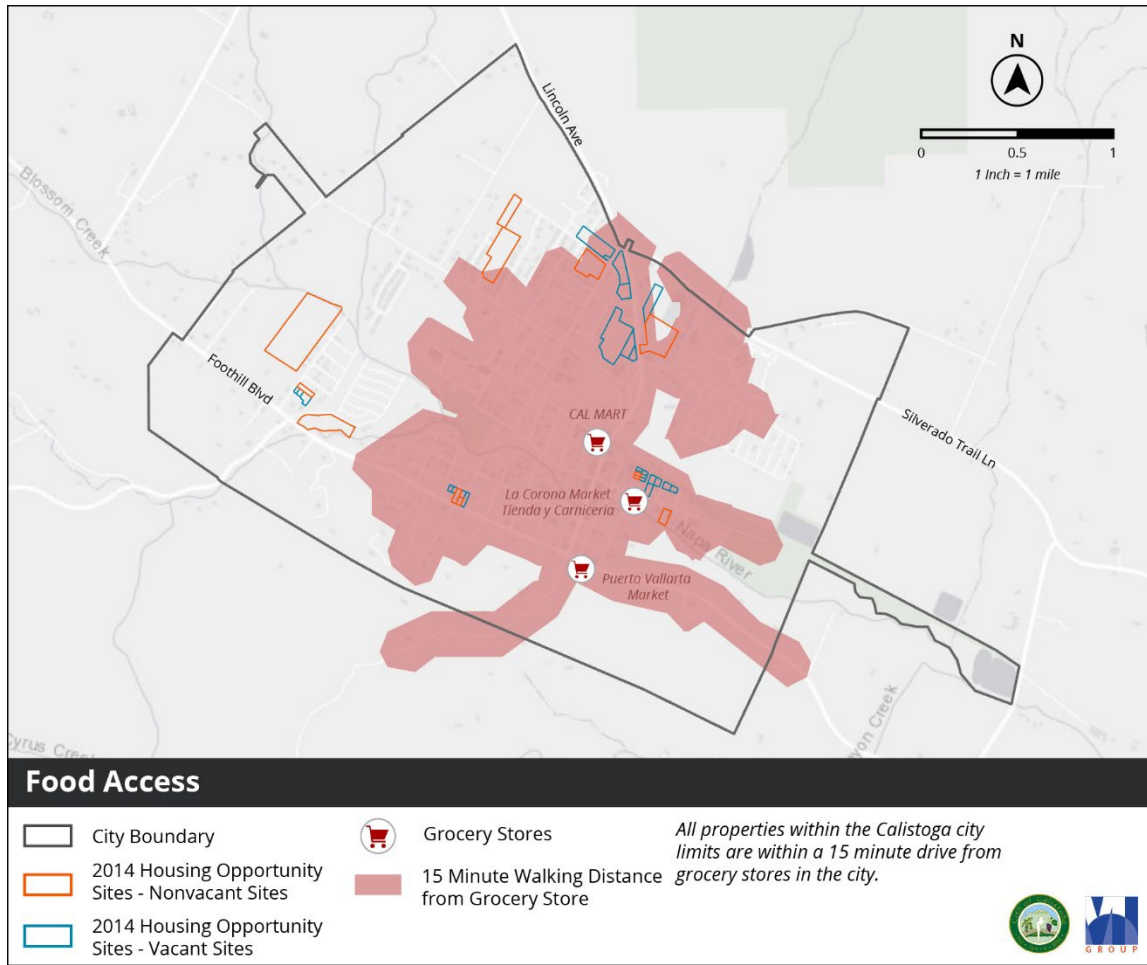 N
0
0.5
1
1 Inch = 1 mile
Lincoln Ave
Blossom Creek
Foothill Blvd
Silverado Trail Ln
CAL MART
La Corona Market
Tienda y Carniceria
Napa River
Puerto Vallarta
Market
yon Creek
Cyrus Creek
Food Access
City Boundary
2014 Housing Opportunity
Sites - Nonvacant Sites
2014 Housing Opportunity
Sites - Vacant Sites
Grocery Stores
15 Minute Walking Distance
from Grocery Store
All properties within the Calistoga city
limits are within a 15 minute drive from
grocery stores in the city.
GROUP